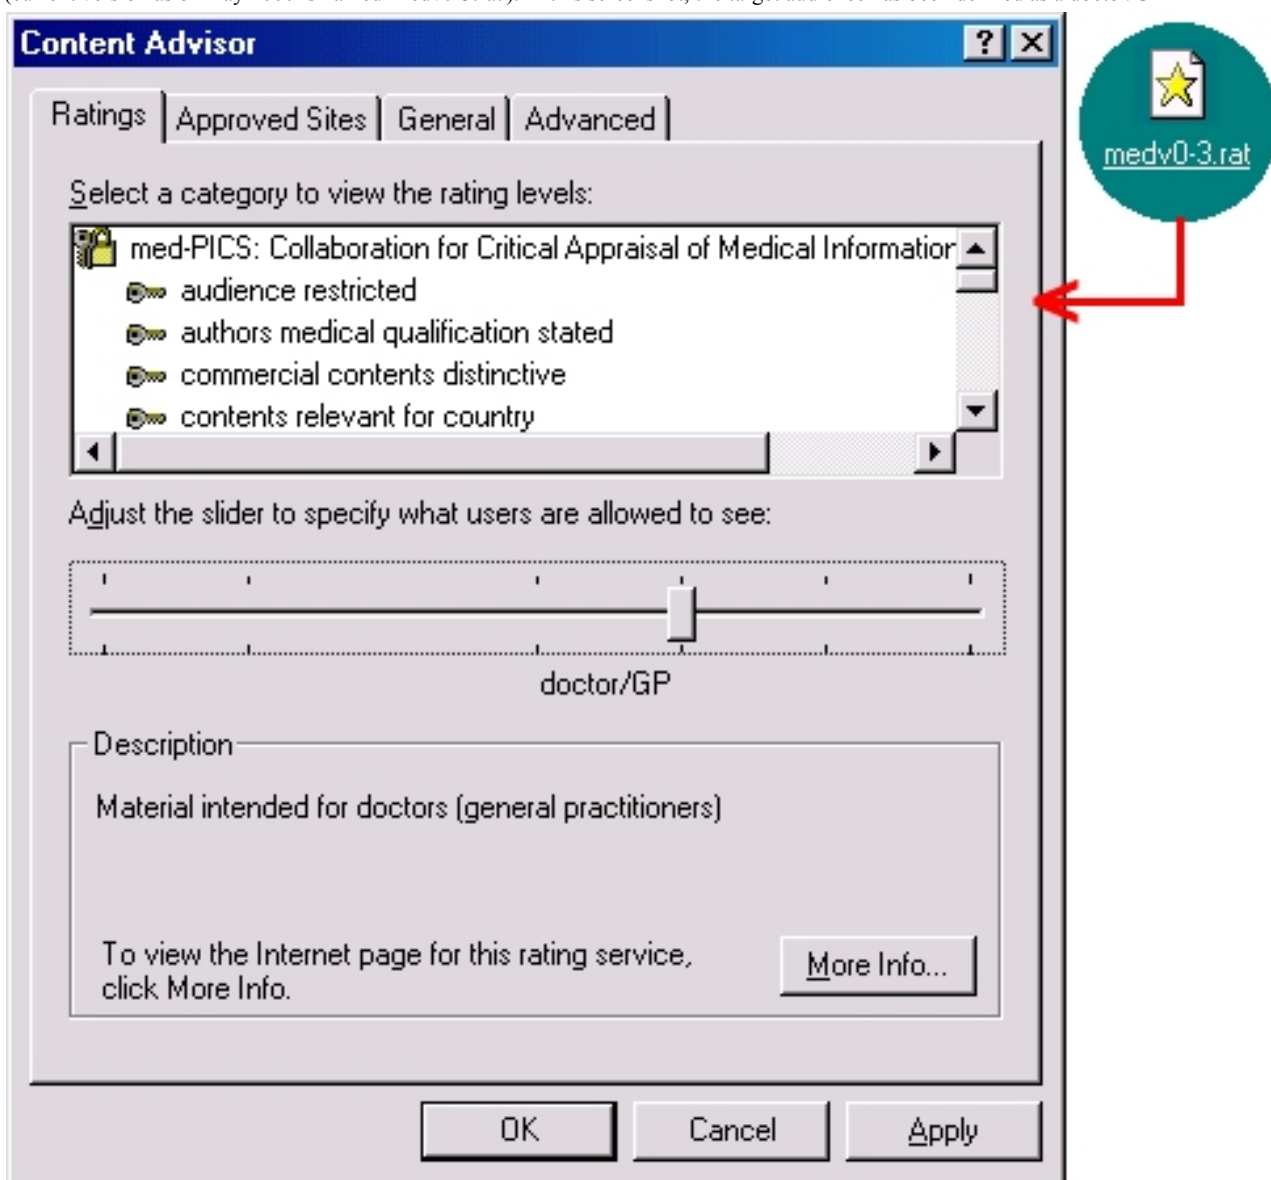 Content Advisor
medv0-3.rat
Ratings Approved Sites General Advanced
Select a category to view the rating levels:
med-PICS: Collaboration for Critical Appraisal of Medical Information
audience restricted
authors medical qualification stated
commercial contents distinctive
contents relevant for country
Adjust the slider to specify what users are allowed to see:
doctor/GP
Description
Material intended for doctors (general practitioners)
To view the Internet page for this rating service,
click More Info.
More Info...
OK Cancel Apply